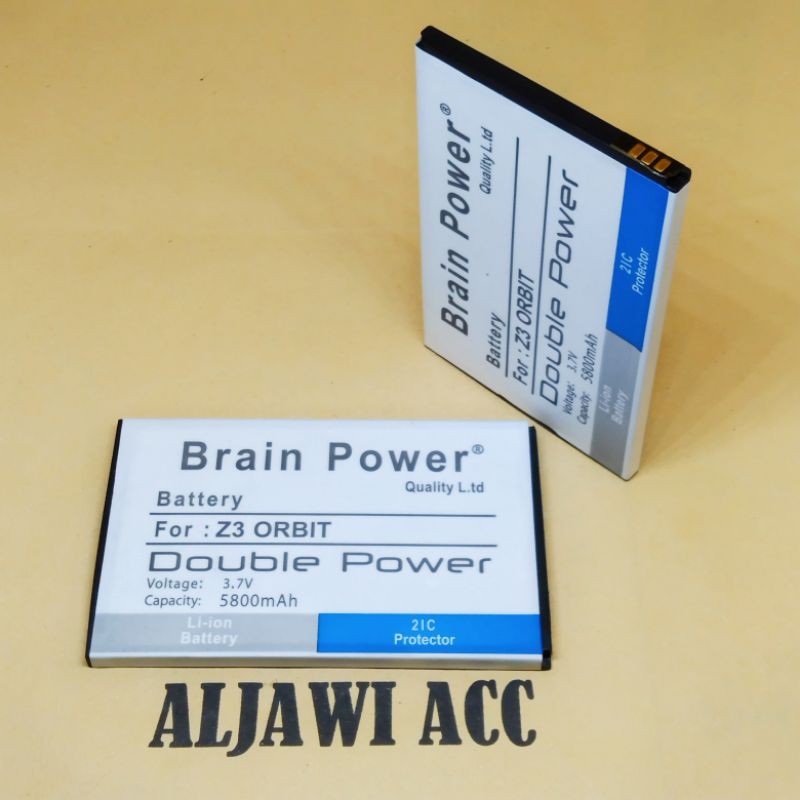 Brain Power®
Quality L.td
Battery
For : Z3 ORBIT
Double Power
Voltage: 3.7V
Capacity: 5800mAh
Li-ion
Battery
2IC
Protector
Brain Power®
Quality L.td
Battery
For : Z3 ORBIT
Double Power
Voltage: 3.7V
Capacity: 5800mAh
Li-ion
Battery
2IC
Protector
ALJAWI ACC